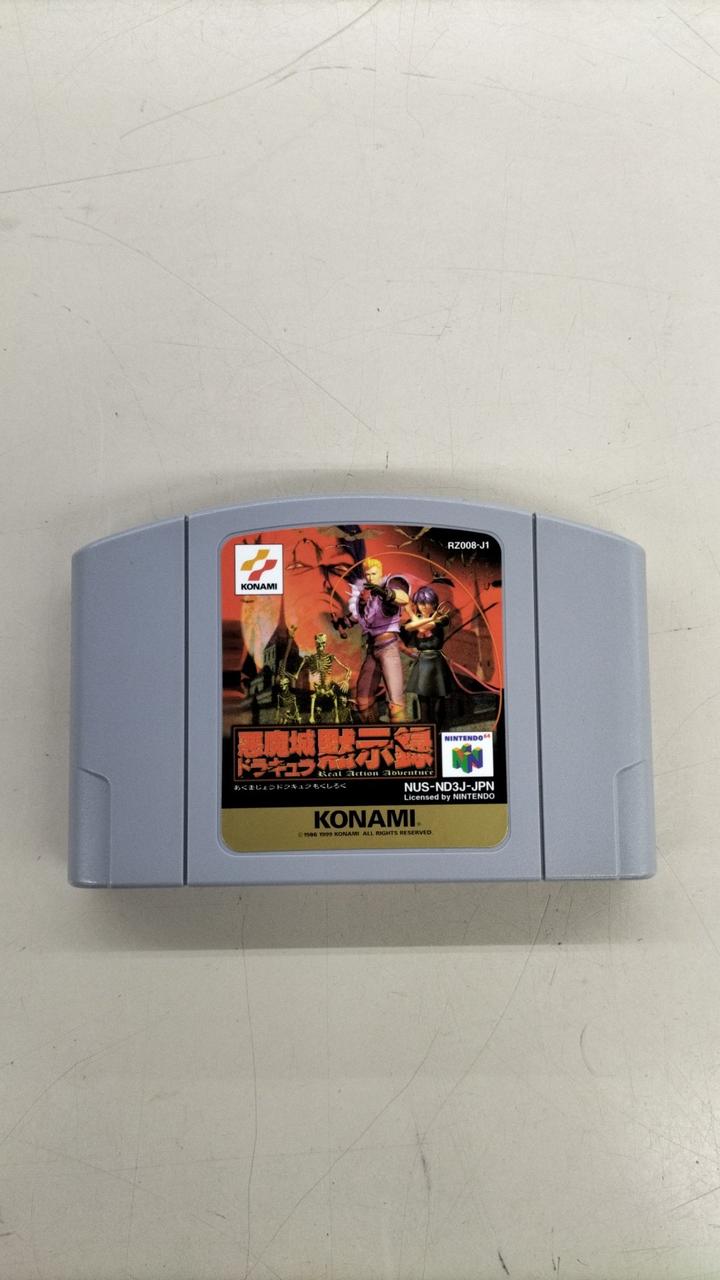 RZ008-J1
KONAMI
悪魔城
ドラキュラ
黙示録
Real Action Adventure
あくまじょうドラキュラもくしろく
NINTENDO 64
NUS-ND3J-JPN
Licensed by NINTENDO
KONAMI®
©1986 1999 KONAMI ALL RIGHTS RESERVED.